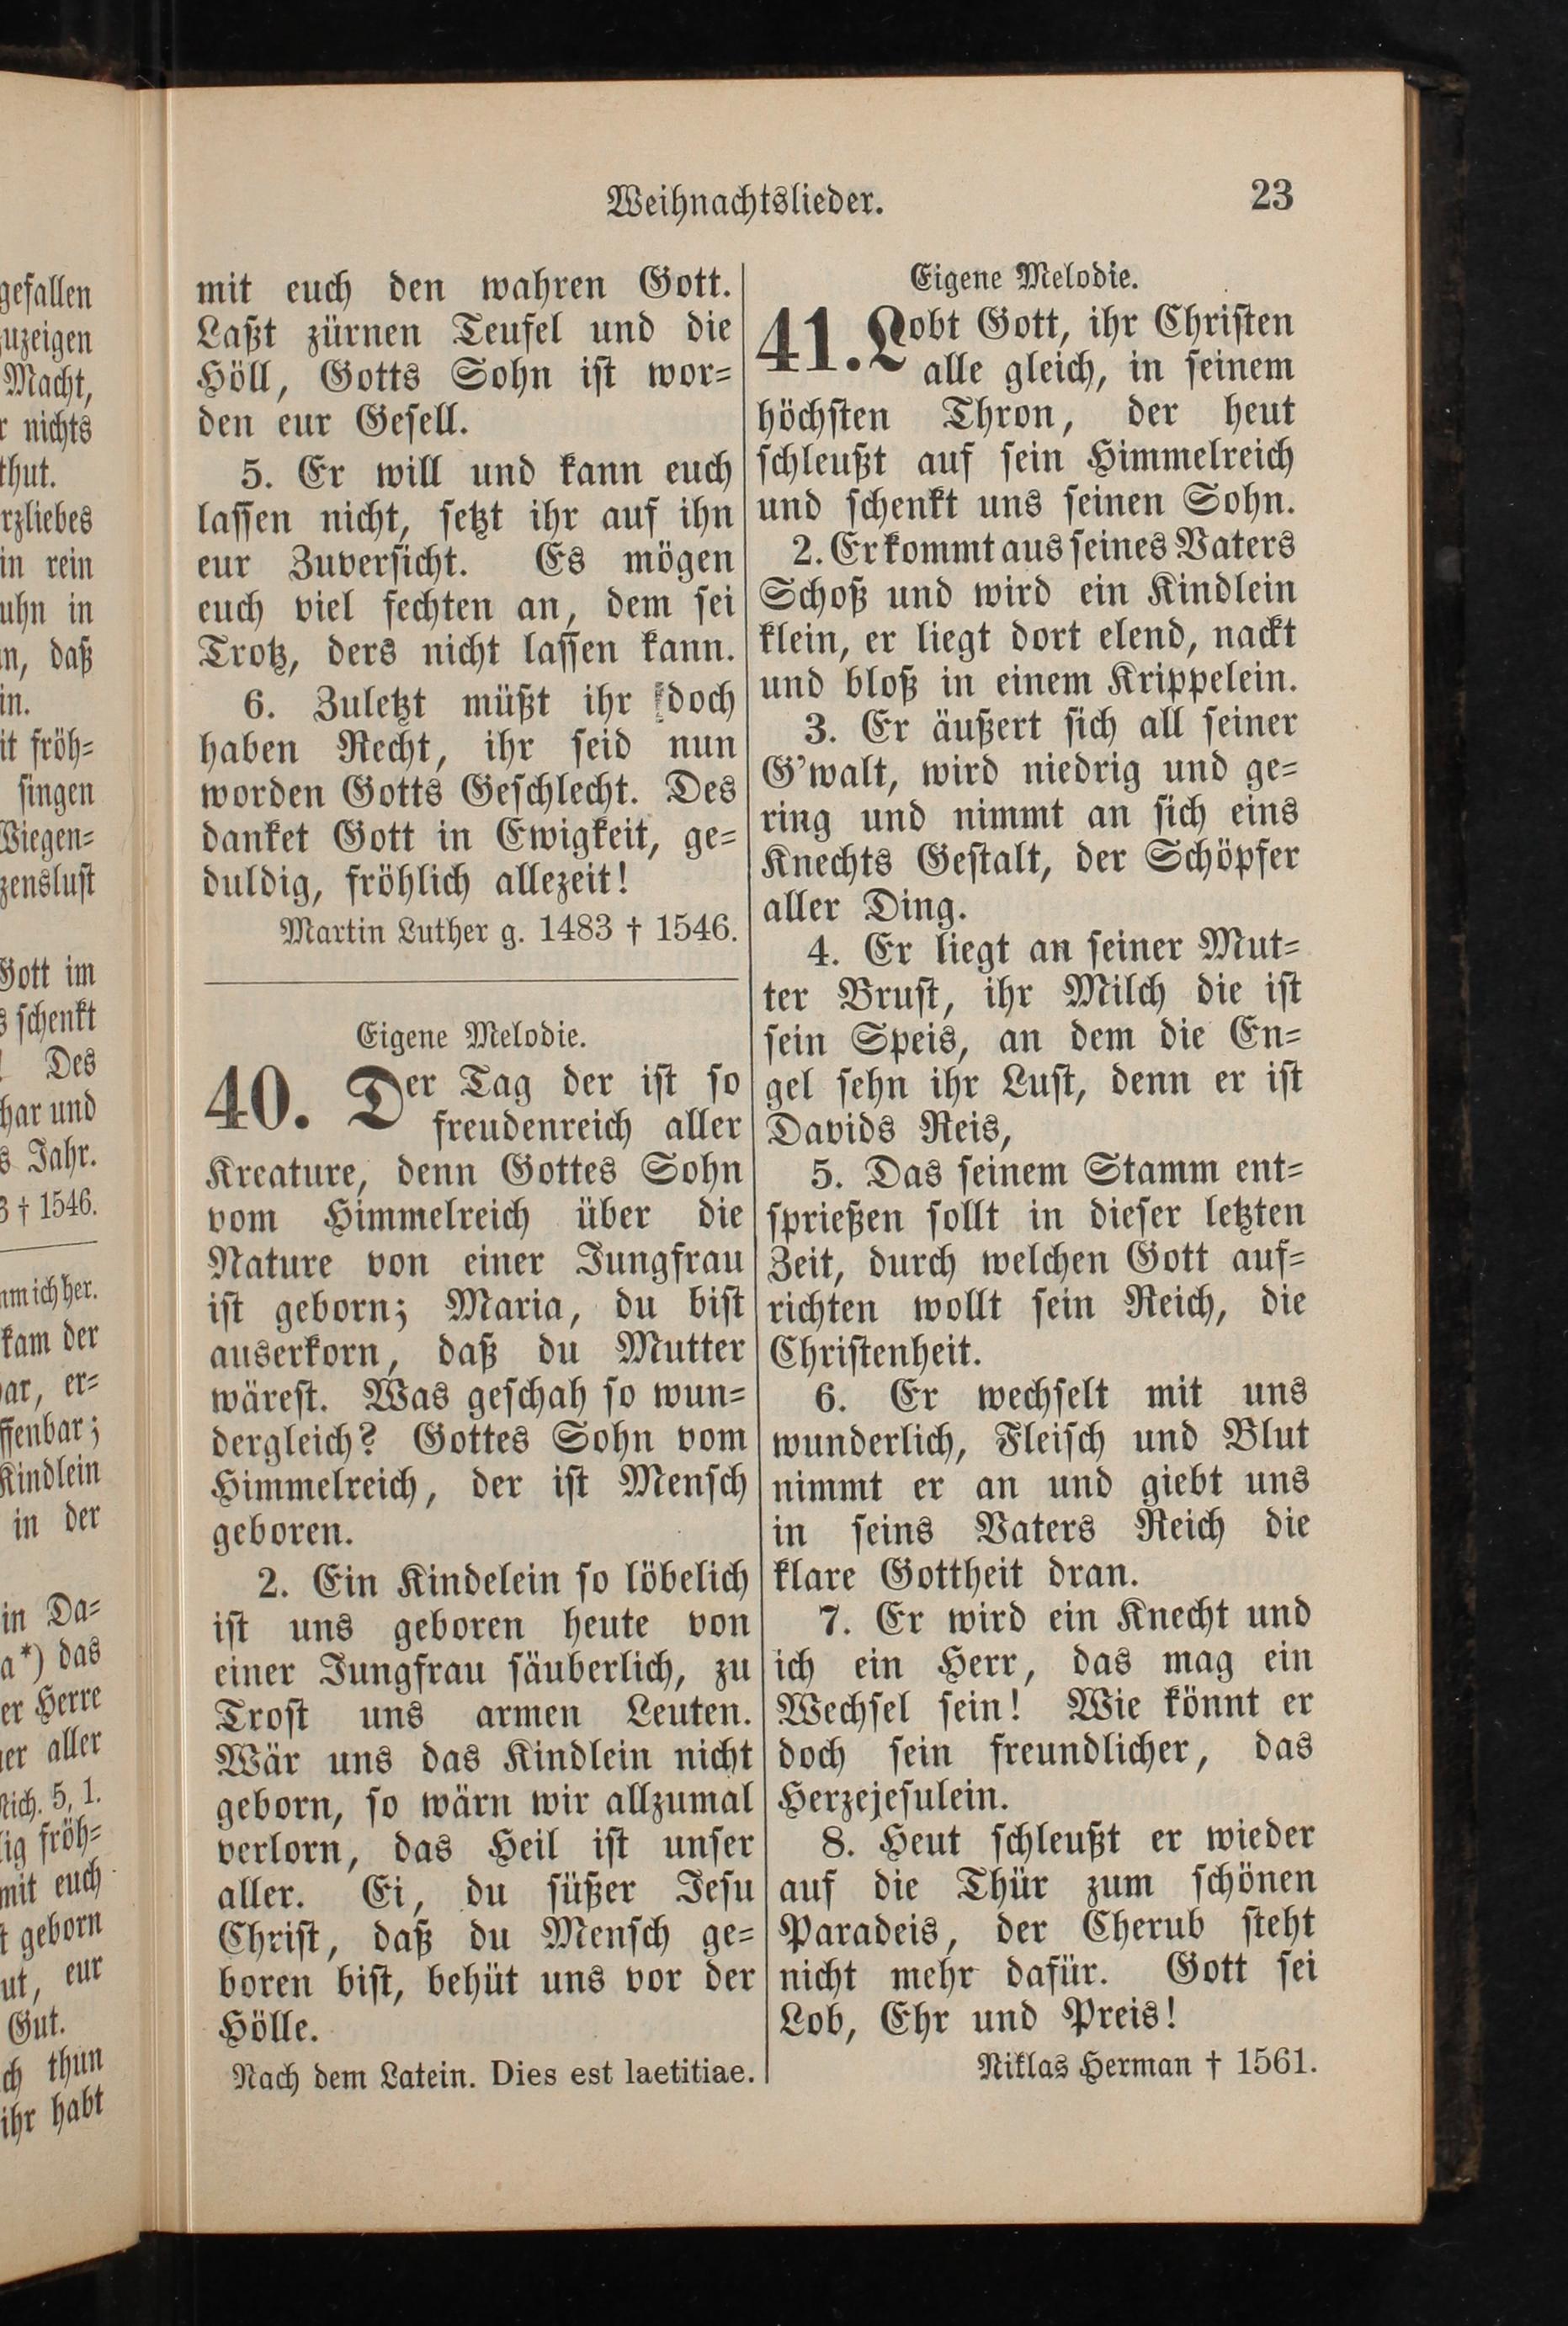 Weihnachtslieder.
23
mit euch den wahren Gott.
Laßt zürnen Teufel und die
Höll, Gotts Sohn ist wor=
den eur Gesell.
5. Er will und kann euch
lassen nicht, setzt ihr auf ihn
eur Zuversicht. Es mögen
euch viel fechten an, dem sei
Trotz, ders nicht lassen kann.
6. Zuletzt müßt ihr doch
haben Recht, ihr seid nun
worden Gotts Geschlecht. Des
danket Gott in Ewigkeit, ge=
duldig, fröhlich allezeit!
Martin Luther g. 1483 † 1546.
Eigene Melodie.
40. Der Tag der ist so
freudenreich aller
Kreature, denn Gottes Sohn
vom Himmelreich über die
Nature von einer Jungfrau
ist geborn; Maria, du bist
auserkorn, daß du Mutter
wärest. Was geschah so wun=
dergleich? Gottes Sohn vom
Himmelreich, der ist Mensch
geboren.
2. Ein Kindelein so löbelich
ist uns geboren heute von
einer Jungfrau säuberlich, zu
Trost uns armen Leuten.
Wär uns das Kindlein nicht
geborn, so wärn wir allzumal
verlorn, das Heil ist unser
aller. Ei, du süßer Jesu
Christ, daß du Mensch ge=
boren bist, behüt uns vor der
Hölle.
Nach dem Latein. Dies est laetitiae.
Eigene Melodie.
41. Lobt Gott, ihr Christen
alle gleich, in seinem
höchsten Thron, der heut
schleußt auf sein Himmelreich
und schenkt uns seinen Sohn.
2. Er kommt aus seines Vaters
Schoß und wird ein Kindlein
klein, er liegt dort elend, nackt
und bloß in einem Krippelein.
3. Er äußert sich all seiner
G'walt, wird niedrig und ge=
ring und nimmt an sich eins
Knechts Gestalt, der Schöpfer
aller Ding.
4. Er liegt an seiner Mut=
ter Brust, ihr Milch die ist
sein Speis, an dem die En=
gel sehn ihr Lust, denn er ist
Davids Reis,
5. Das seinem Stamm ent=
sprießen sollt in dieser letzten
Zeit, durch welchen Gott auf=
richten wollt sein Reich, die
Christenheit.
6. Er wechselt mit uns
wunderlich, Fleisch und Blut
nimmt er an und giebt uns
in seins Vaters Reich die
klare Gottheit dran.
7. Er wird ein Knecht und
ich ein Herr, das mag ein
Wechsel sein! Wie könnt er
doch sein freundlicher, das
Herzejesulein.
8. Heut schleußt er wieder
auf die Thür zum schönen
Paradeis, der Cherub steht
nicht mehr dafür. Gott sei
Lob, Ehr und Preis!
Niklas Herman † 1561.